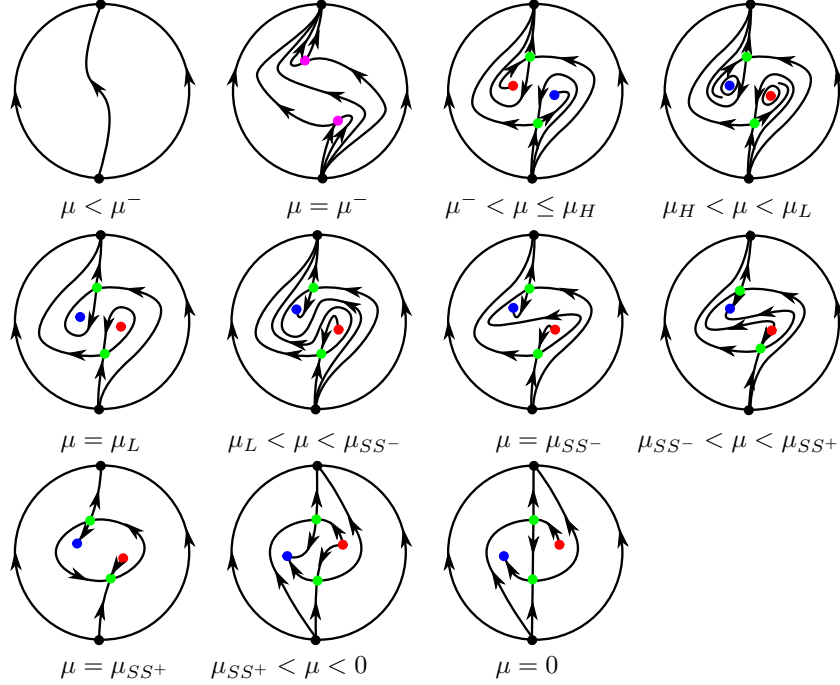 μ < μ⁻
μ = μ⁻
μ⁻ < μ ≤ μ_H
μ_H < μ < μ_L
μ = μ_L
μ_L < μ < μ_{SS⁻}
μ = μ_{SS⁻}
μ_{SS⁻} < μ < μ_{SS⁺}
μ = μ_{SS⁺}
μ_{SS⁺} < μ < 0
μ = 0